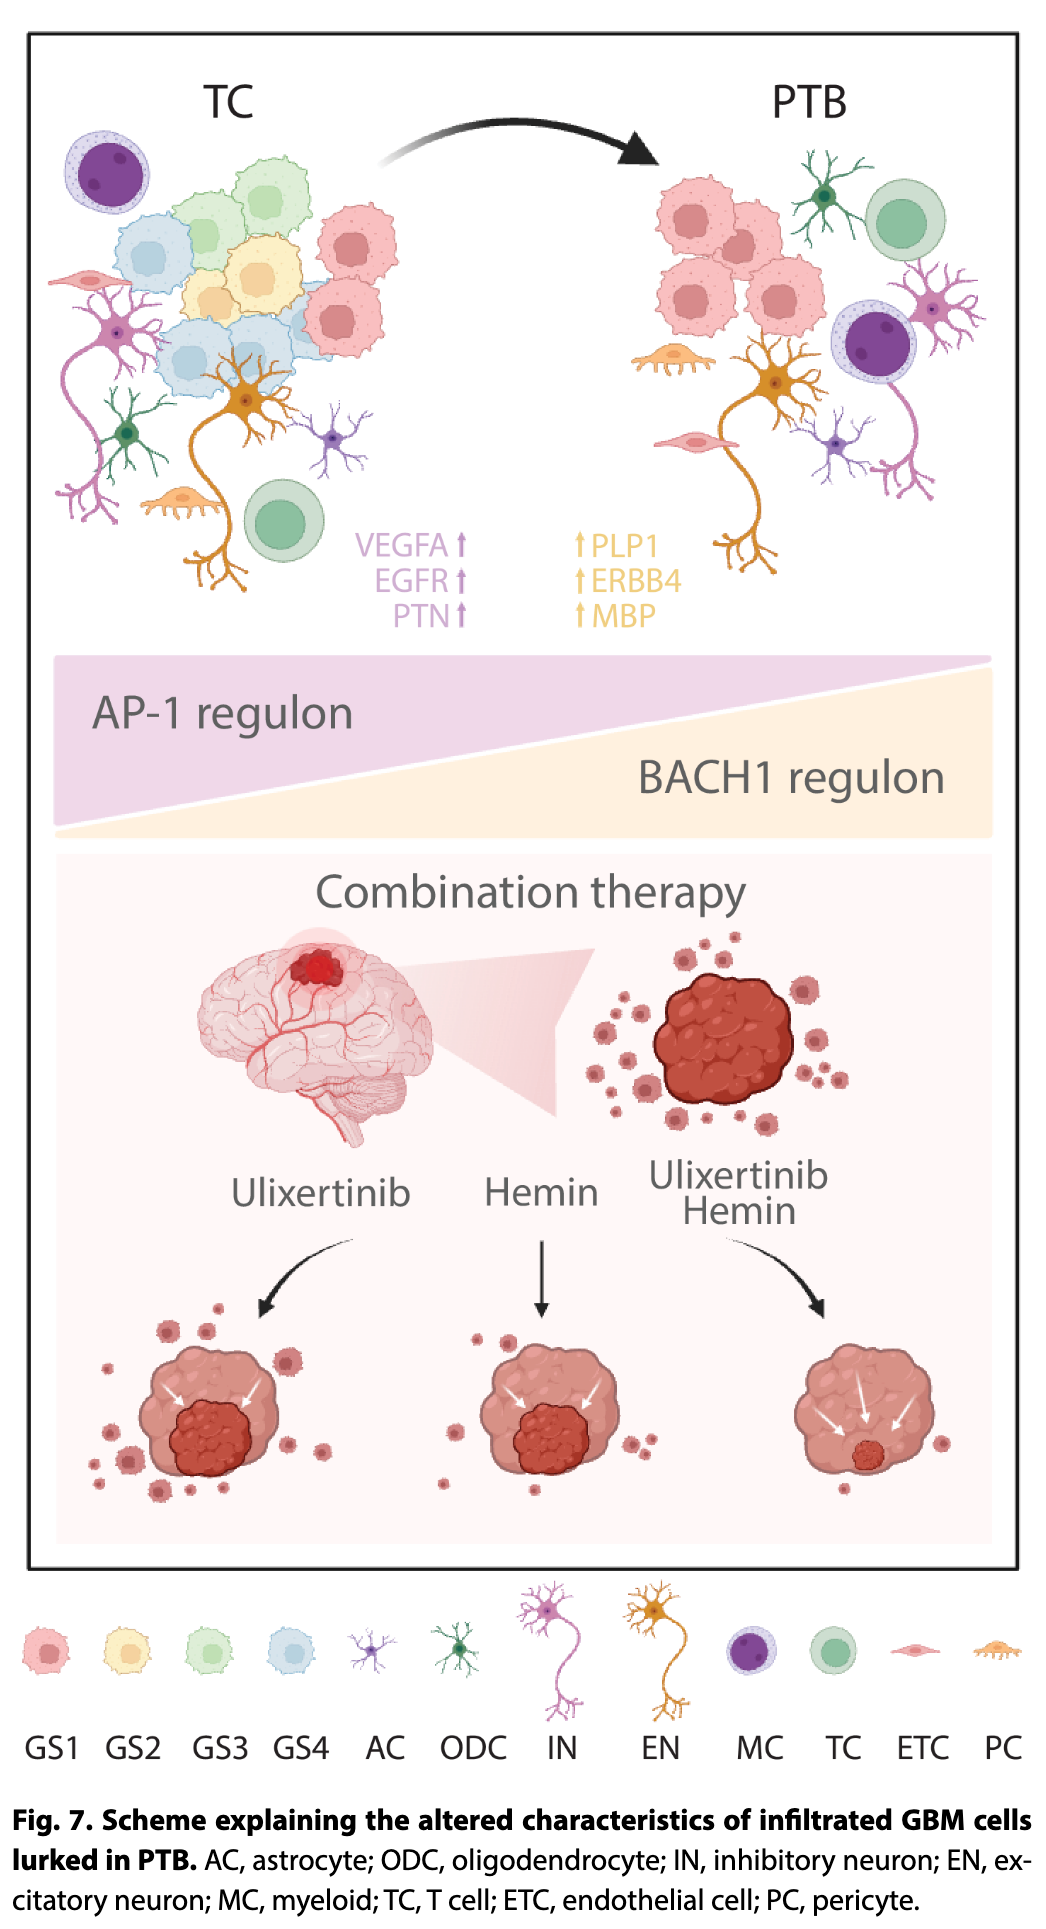 TC
PTB
VEGFA ↑
EGFR ↑
PTN ↑
↑ PLP1
↑ ERBB4
↑ MBP
AP-1 regulon
BACH1 regulon
Combination therapy
Ulixertinib
Hemin
Ulixertinib
Hemin
GS1 GS2 GS3 GS4 AC ODC IN EN MC TC ETC PC
Fig. 7. Scheme explaining the altered characteristics of infiltrated GBM cells
lurked in PTB. AC, astrocyte; ODC, oligodendrocyte; IN, inhibitory neuron; EN, ex-
citatory neuron; MC, myeloid; TC, T cell; ETC, endothelial cell; PC, pericyte.